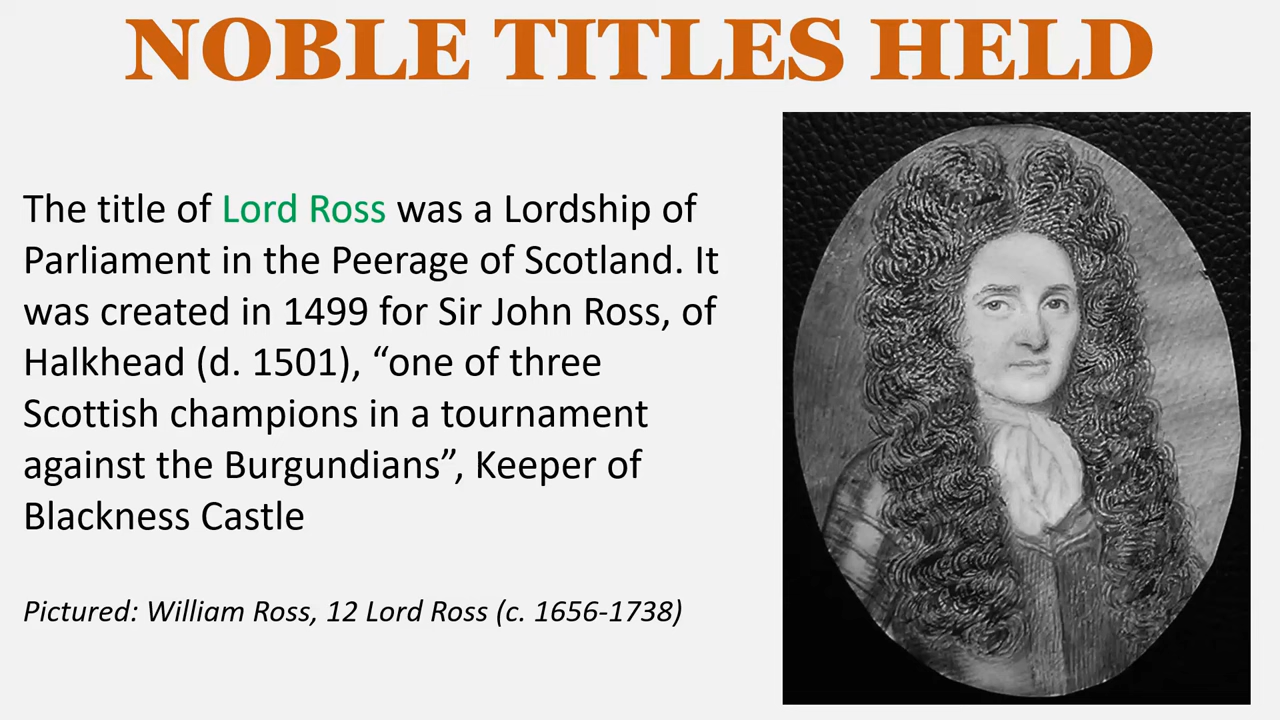 NOBLE TITLES HELD
The title of Lord Ross was a Lordship of
Parliament in the Peerage of Scotland. It
was created in 1499 for Sir John Ross, of
Halkhead (d. 1501), “one of three
Scottish champions in a tournament
against the Burgundians”, Keeper of
Blackness Castle
Pictured: William Ross, 12 Lord Ross (c. 1656-1738)